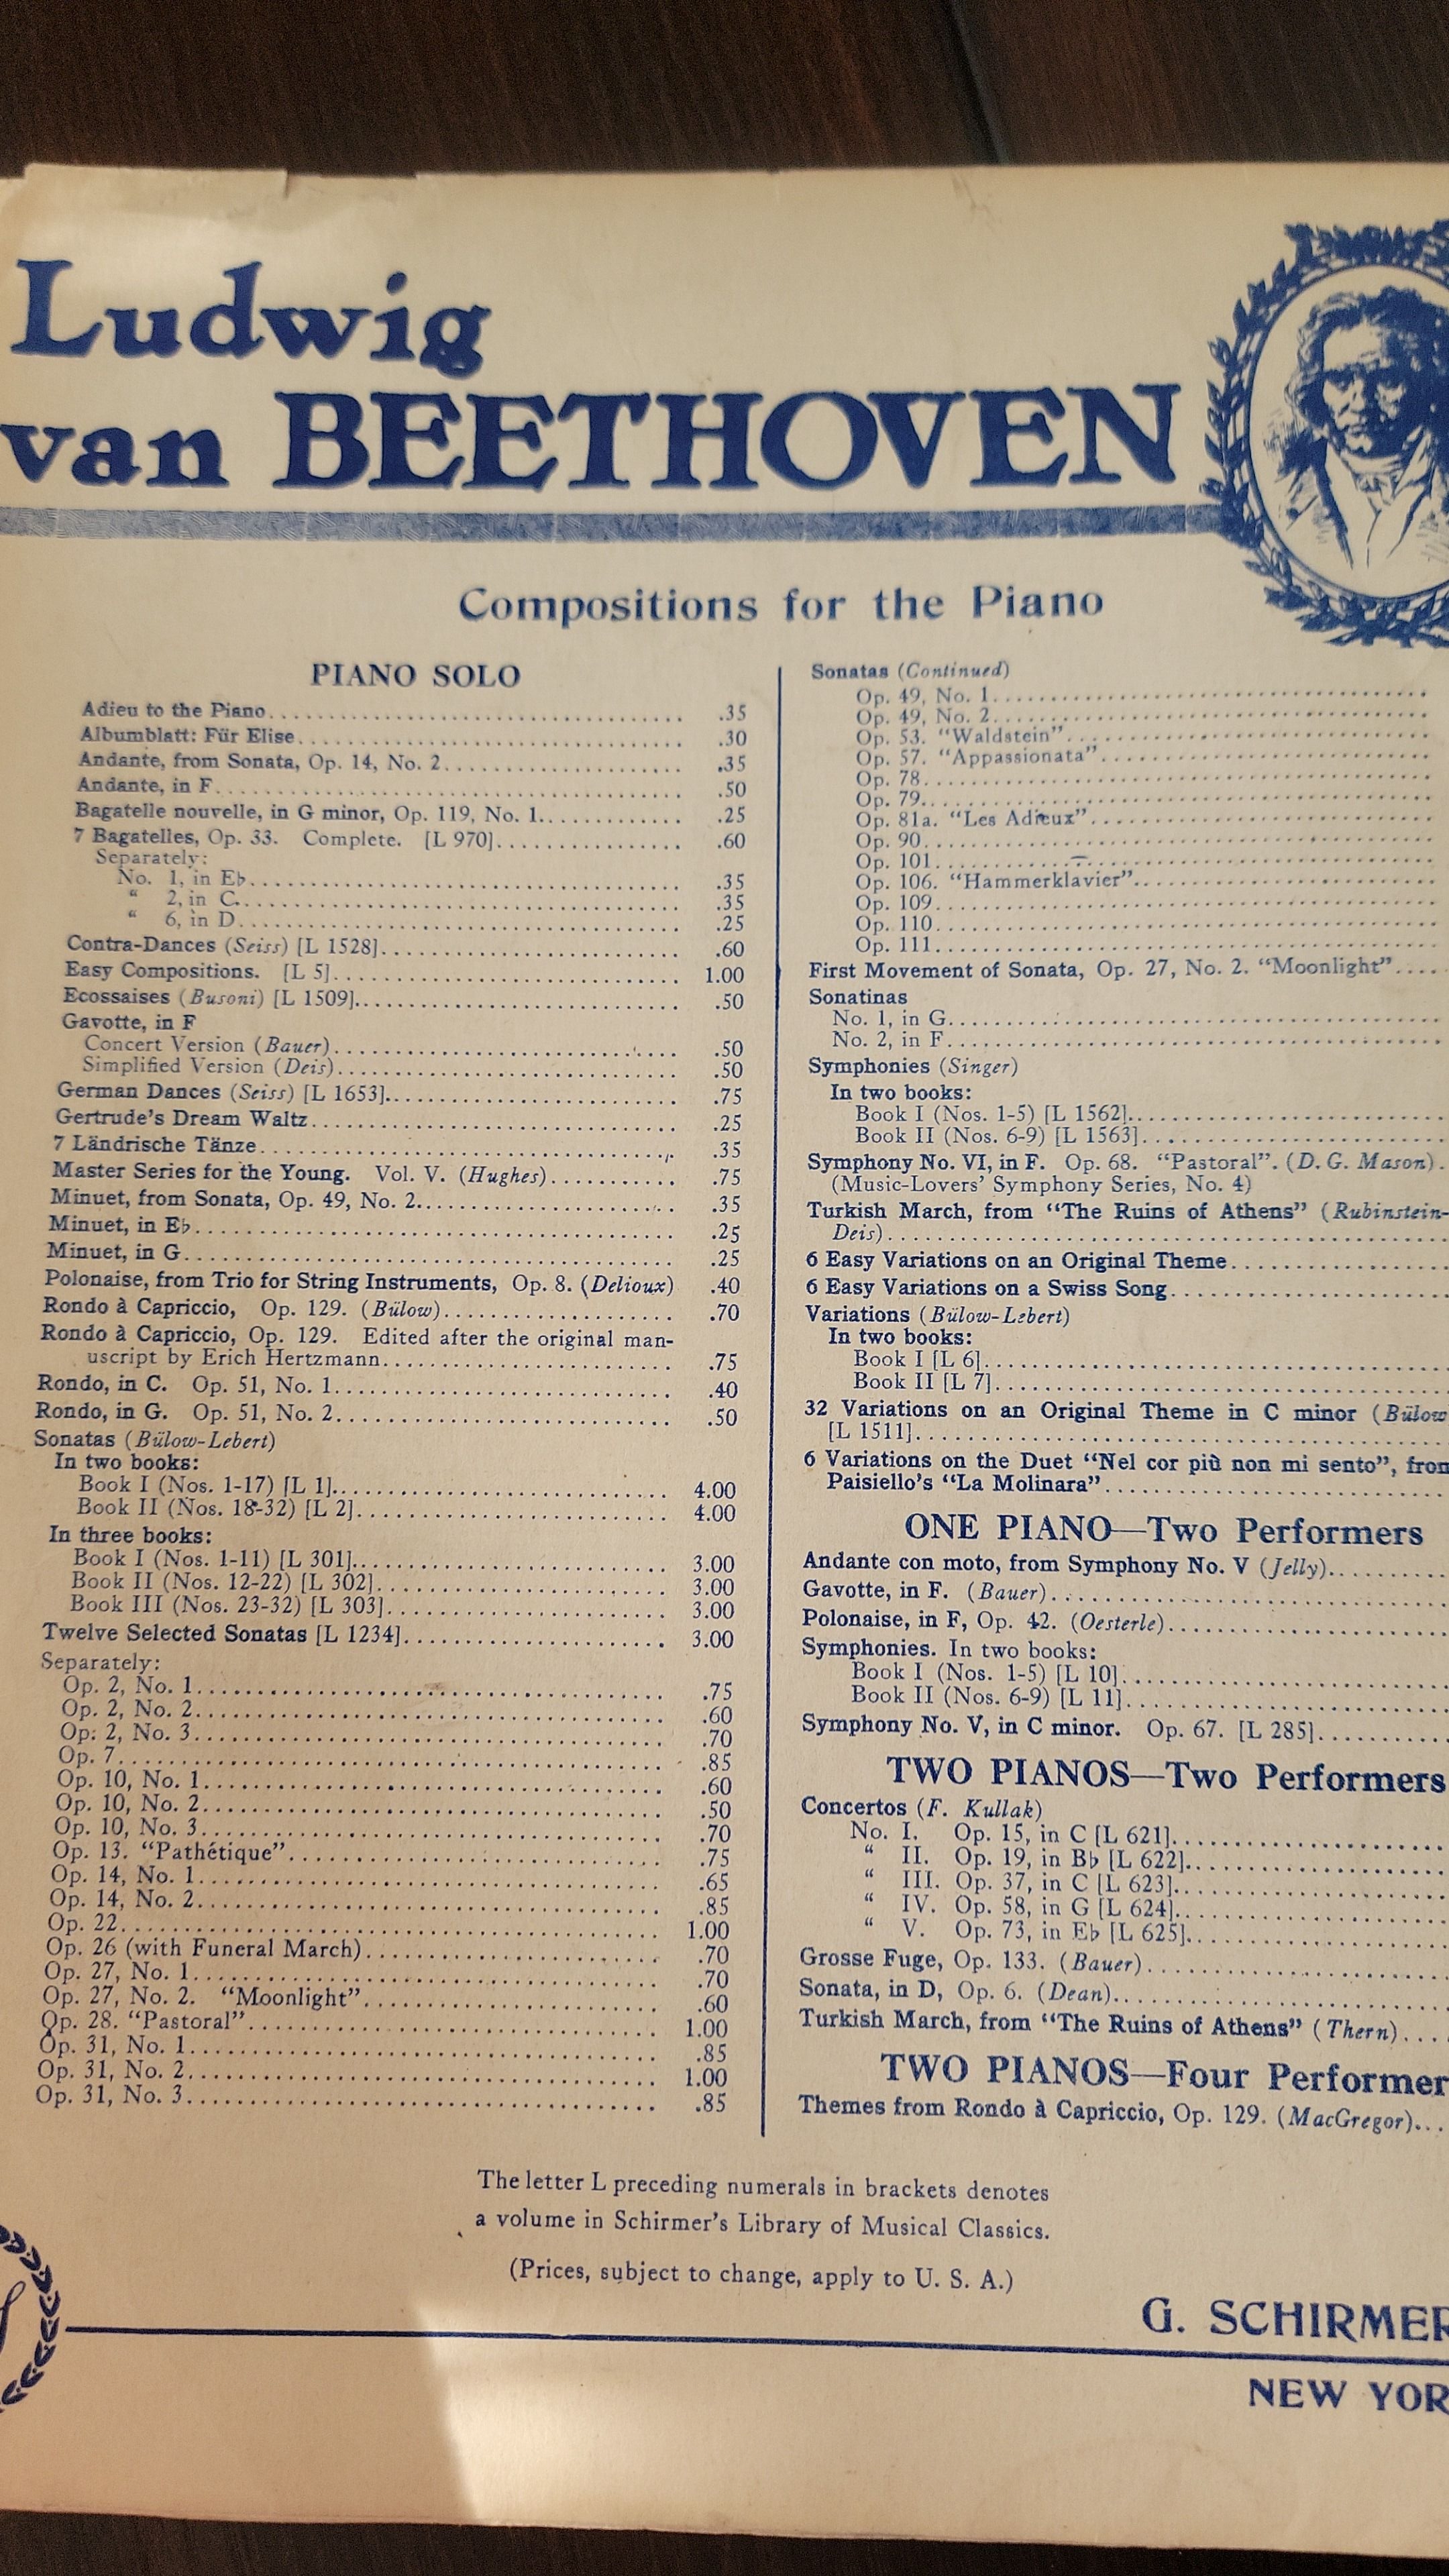 Ludwig
van BEETHOVEN
Compositions for the Piano
PIANO SOLO
Adieu to the Piano........ .35
Albumblatt: Für Elise........ .30
Andante, from Sonata, Op. 14, No. 2........ .35
Andante, in F........ .50
Bagatelle nouvelle, in G minor, Op. 119, No. 1........ .25
7 Bagatelles, Op. 33. Complete. [L 970]........ .60
Separately:
No. 1, in E♭........ .35
“ 2, in C........ .35
“ 6, in D........ .25
Contra-Dances (Seiss) [L 1528]........ .60
Easy Compositions. [L 5]........ 1.00
Ecossaises (Busoni) [L 1509]........ .50
Gavotte, in F
Concert Version (Bauer)........ .50
Simplified Version (Deis)........ .50
German Dances (Seiss) [L 1653]........ .75
Gertrude’s Dream Waltz........ .25
7 Ländrische Tänze........ .35
Master Series for the Young. Vol. V. (Hughes)........ .75
Minuet, from Sonata, Op. 49, No. 2........ .35
Minuet, in E♭........ .25
Minuet, in G........ .25
Polonaise, from Trio for String Instruments, Op. 8. (Delioux) .40
Rondo à Capriccio, Op. 129. (Bülow)........ .70
Rondo à Capriccio, Op. 129. Edited after the original man-
uscript by Erich Hertzmann........ .75
Rondo, in C. Op. 51, No. 1........ .40
Rondo, in G. Op. 51, No. 2........ .50
Sonatas (Bülow-Lebert)
In two books:
Book I (Nos. 1-17) [L 1]........ 4.00
Book II (Nos. 18-32) [L 2]........ 4.00
In three books:
Book I (Nos. 1-11) [L 301]........ 3.00
Book II (Nos. 12-22) [L 302]........ 3.00
Book III (Nos. 23-32) [L 303]........ 3.00
Twelve Selected Sonatas [L 1234]........ 3.00
Separately:
Op. 2, No. 1........ .75
Op. 2, No. 2........ .60
Op. 2, No. 3........ .70
Op. 7........ .85
Op. 10, No. 1........ .60
Op. 10, No. 2........ .50
Op. 10, No. 3........ .70
Op. 13. “Pathétique”........ .75
Op. 14, No. 1........ .65
Op. 14, No. 2........ .85
Op. 22........ 1.00
Op. 26 (with Funeral March)........ .70
Op. 27, No. 1........ .70
Op. 27, No. 2. “Moonlight”........ .60
Op. 28. “Pastoral”........ 1.00
Op. 31, No. 1........ .85
Op. 31, No. 2........ 1.00
Op. 31, No. 3........ .85
Sonatas (Continued)
Op. 49, No. 1........
Op. 49, No. 2........
Op. 53. “Waldstein”........
Op. 57. “Appassionata”........
Op. 78........
Op. 79........
Op. 81a. “Les Adieux”........
Op. 90........
Op. 101........
Op. 106. “Hammerklavier”........
Op. 109........
Op. 110........
Op. 111........
First Movement of Sonata, Op. 27, No. 2. “Moonlight”....
Sonatinas
No. 1, in G........
No. 2, in F........
Symphonies (Singer)
In two books:
Book I (Nos. 1-5) [L 1562]........
Book II (Nos. 6-9) [L 1563]........
Symphony No. VI, in F. Op. 68. “Pastoral”. (D. G. Mason).
(Music-Lovers’ Symphony Series, No. 4)
Turkish March, from “The Ruins of Athens” (Rubinstein-
Deis)........
6 Easy Variations on an Original Theme........
6 Easy Variations on a Swiss Song........
Variations (Bülow-Lebert)
In two books:
Book I [L 6]........
Book II [L 7]........
32 Variations on an Original Theme in C minor (Bülow
[L 1511]........
6 Variations on the Duet “Nel cor più non mi sento”, from
Paisiello’s “La Molinara”........
ONE PIANO—Two Performers
Andante con moto, from Symphony No. V (Jelly)........
Gavotte, in F. (Bauer)........
Polonaise, in F, Op. 42. (Oesterle)........
Symphonies. In two books:
Book I (Nos. 1-5) [L 10]........
Book II (Nos. 6-9) [L 11]........
Symphony No. V, in C minor. Op. 67. [L 285]........
TWO PIANOS—Two Performers
Concertos (F. Kullak)
No. I. Op. 15, in C [L 621]........
“ II. Op. 19, in B♭ [L 622]........
“ III. Op. 37, in C [L 623]........
“ IV. Op. 58, in G [L 624]........
“ V. Op. 73, in E♭ [L 625]........
Grosse Fuge, Op. 133. (Bauer)........
Sonata, in D, Op. 6. (Dean)........
Turkish March, from “The Ruins of Athens” (Thern)....
TWO PIANOS—Four Performer
Themes from Rondo à Capriccio, Op. 129. (MacGregor)...
The letter L preceding numerals in brackets denotes
a volume in Schirmer’s Library of Musical Classics.
(Prices, subject to change, apply to U. S. A.)
G. SCHIRMER
NEW YOR